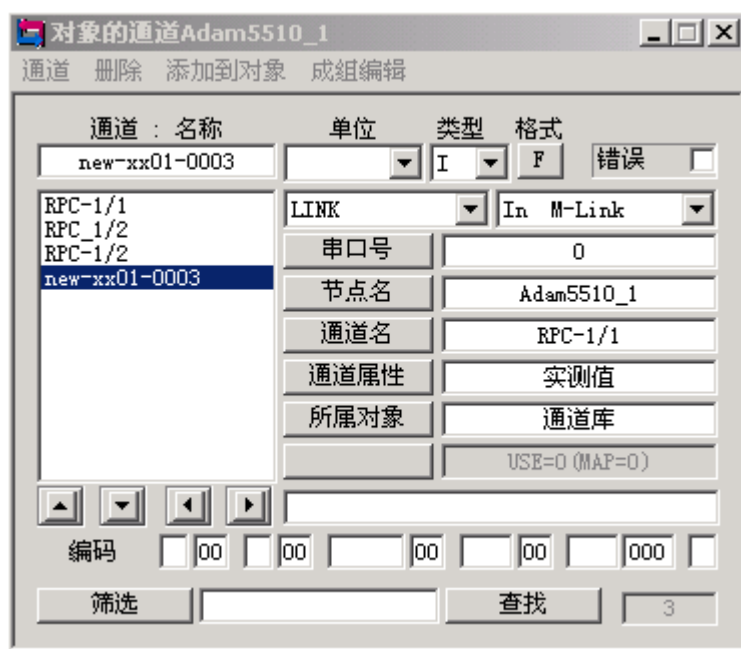 对象的通道Adam5510_1
通道 删除 添加到对象 成组编辑
通道 : 名称 单位 类型 格式
new-xx01-0003 I F 错误
RPC-1/1 LINK In M-Link
RPC_1/2
RPC-1/2 串口号 0
new-xx01-0003 节点名 Adam5510_1
通道名 RPC-1/1
通道属性 实测值
所属对象 通道库
USE=0 (MAP=0)
编码 00 00 00 00 000
筛选 查找 3